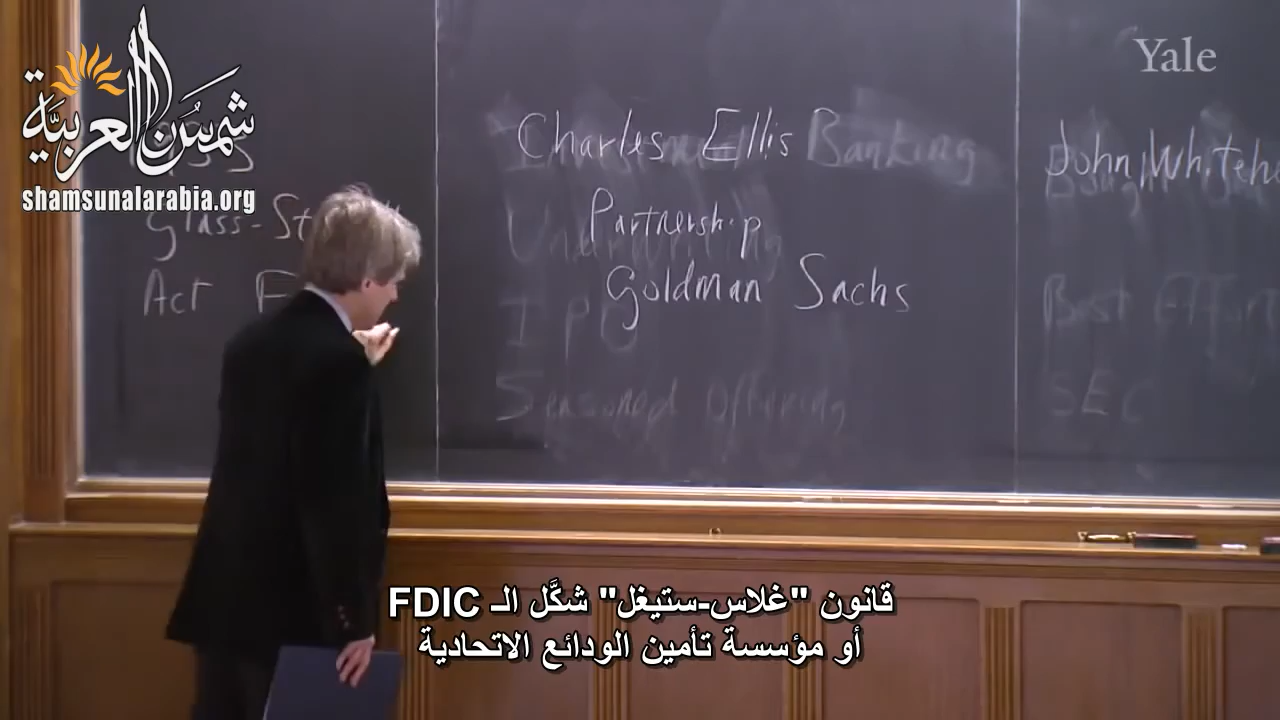 شمسُ العربيّة
shamsunalarabia.org
Yale
Glass-St
Act F
Charles Ellis Banking
Partnership
Goldman Sachs
IPO
Seasoned Offering
John Whitehe
Best Effort
SEC
قانون "غلاس-ستيغل" شكَّل الـ FDIC
أو مؤسسة تأمين الودائع الاتحادية